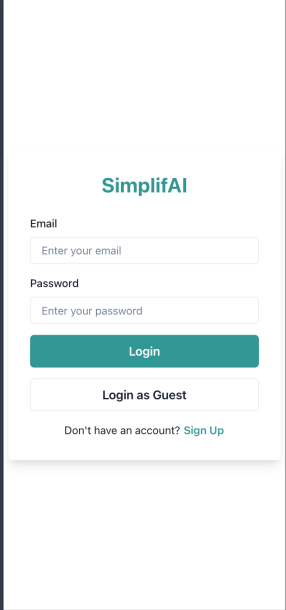 SimplifAI
Email
Enter your email
Password
Enter your password
Login
Login as Guest
Don't have an account? Sign Up